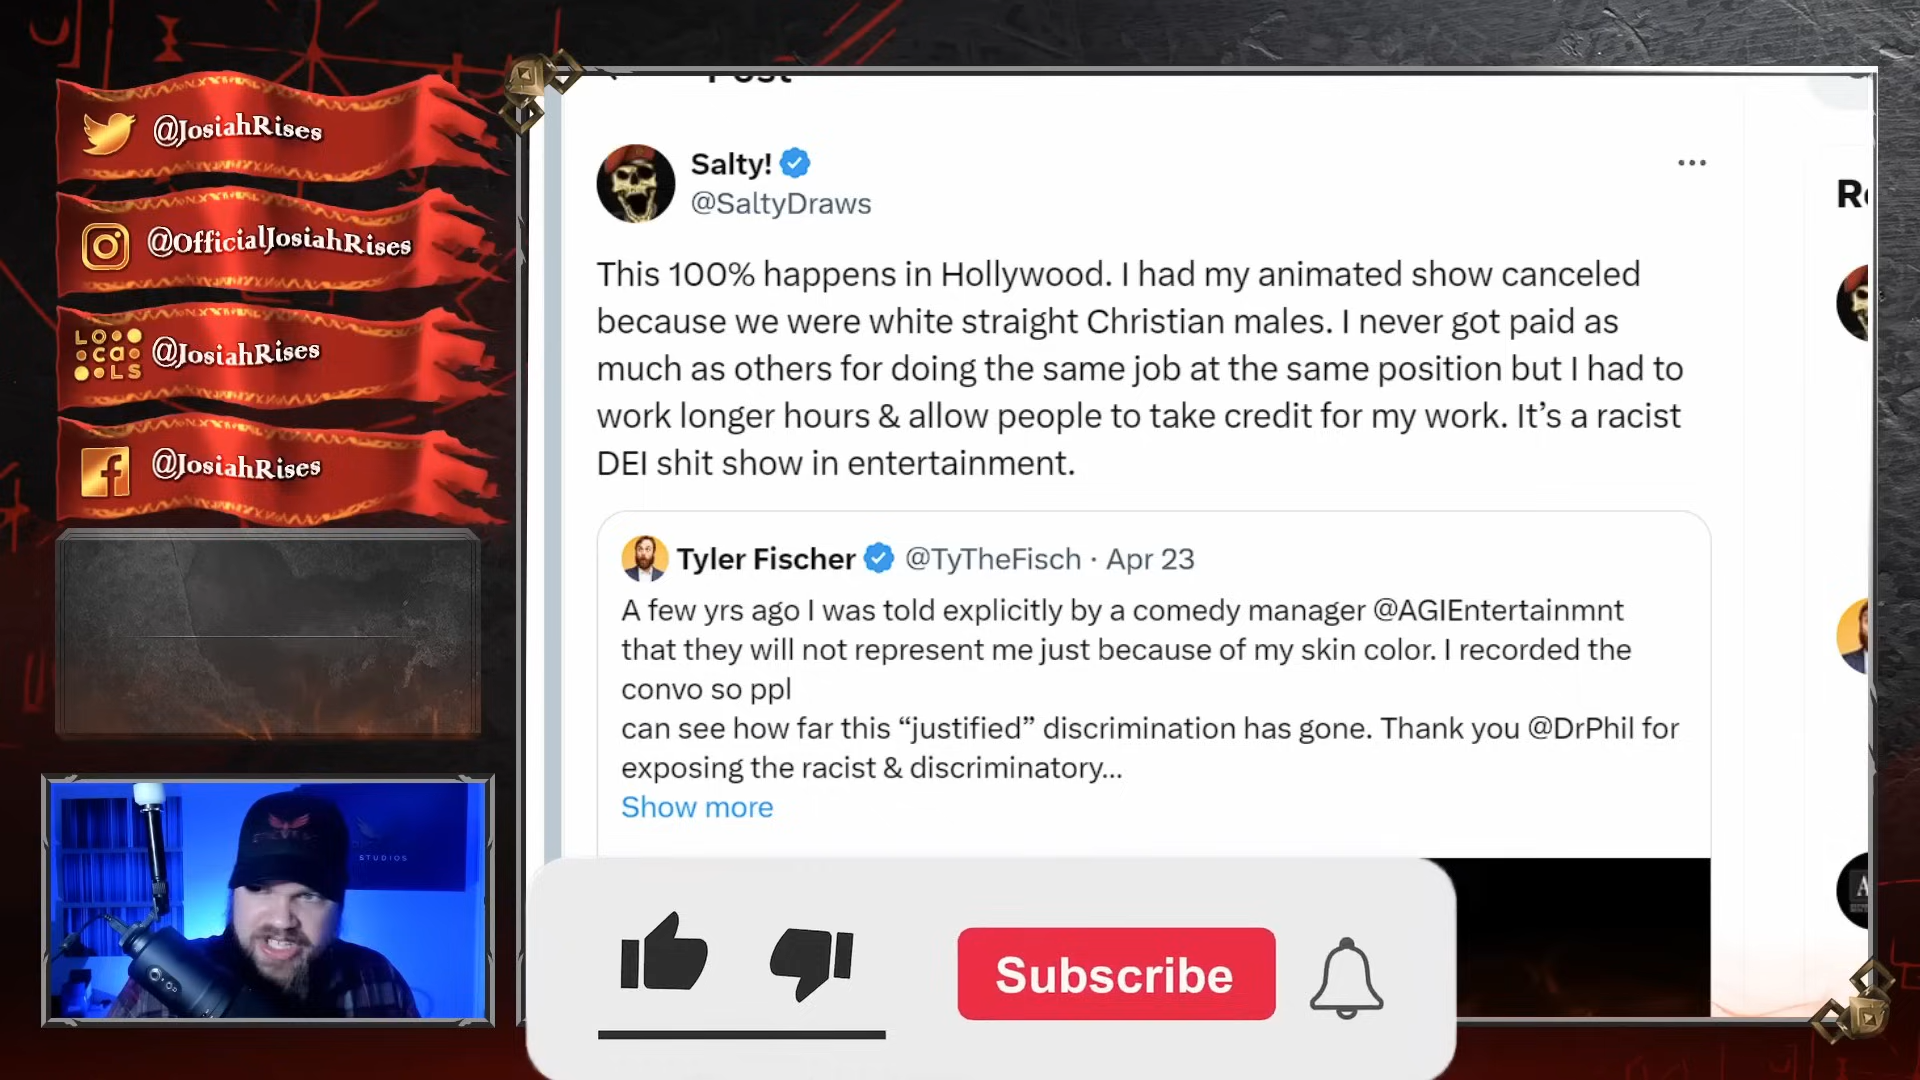 @JosiahRises
@OfficialJosiahRises
LOcaLS
@JosiahRises
@JosiahRises
STUDIOS
Post
Salty!
@SaltyDraws
This 100% happens in Hollywood. I had my animated show canceled
because we were white straight Christian males. I never got paid as
much as others for doing the same job at the same position but I had to
work longer hours & allow people to take credit for my work. It’s a racist
DEI shit show in entertainment.
Tyler Fischer @TyTheFisch · Apr 23
A few yrs ago I was told explicitly by a comedy manager @AGIEntertainmnt
that they will not represent me just because of my skin color. I recorded the
convo so ppl
can see how far this “justified” discrimination has gone. Thank you @DrPhil for
exposing the racist & discriminatory...
Show more
Subscribe